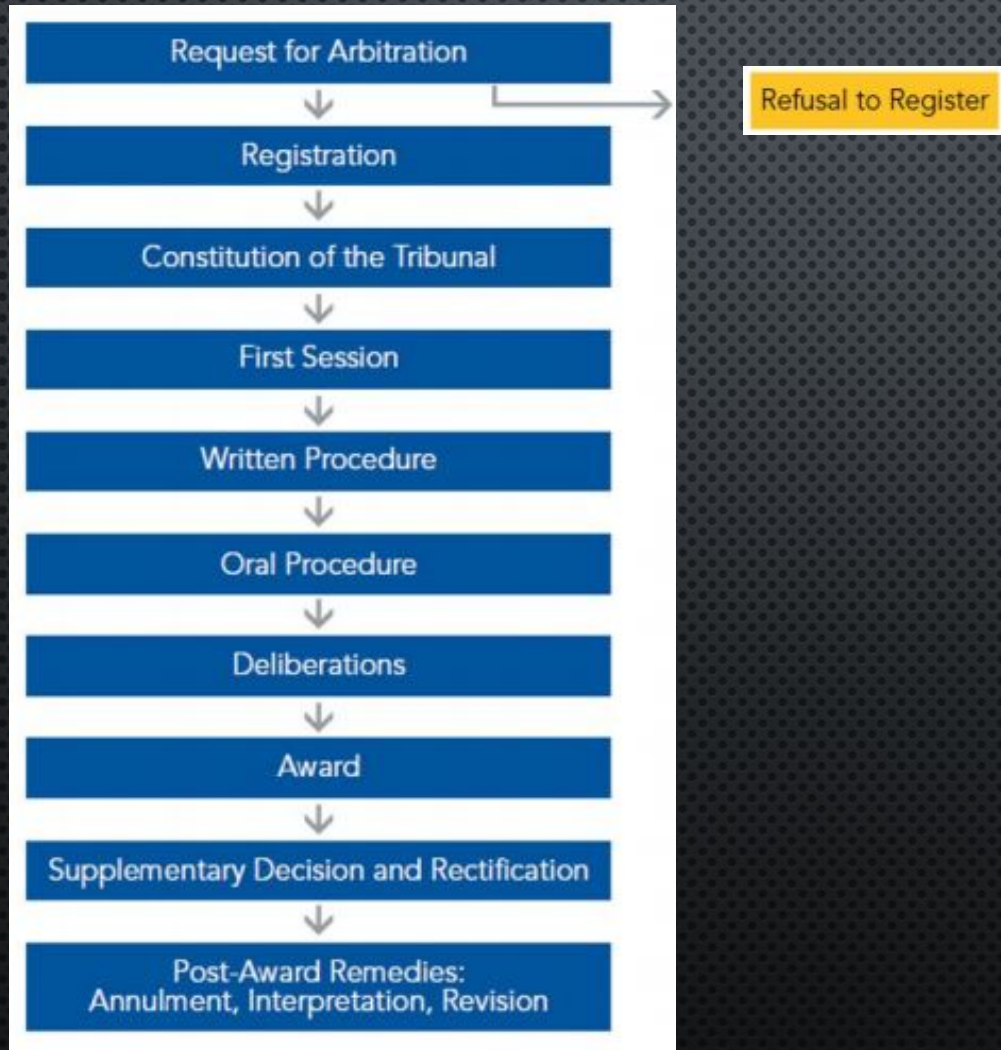 Request for Arbitration
Refusal to Register
Registration
Constitution of the Tribunal
First Session
Written Procedure
Oral Procedure
Deliberations
Award
Supplementary Decision and Rectification
Post-Award Remedies:
Annulment, Interpretation, Revision